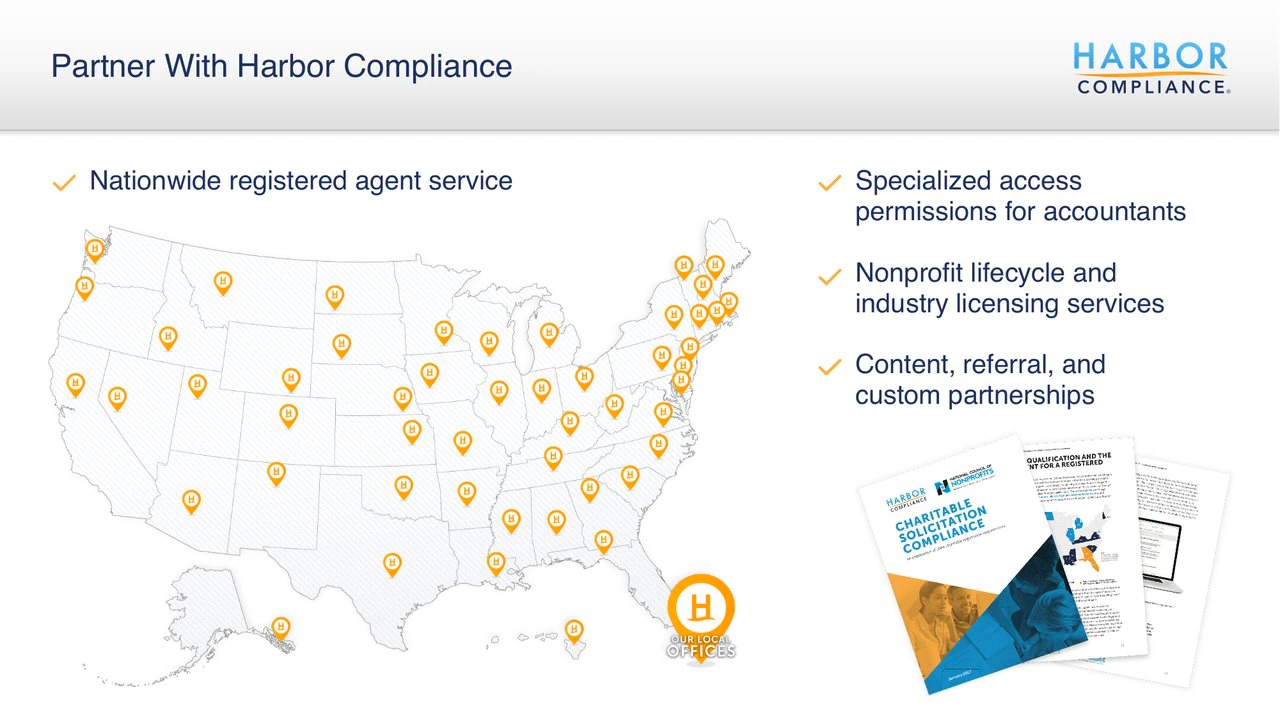 Partner With Harbor Compliance
HARBOR
COMPLIANCE®
Nationwide registered agent service
Specialized access
permissions for accountants
Nonprofit lifecycle and
industry licensing services
Content, referral, and
custom partnerships
OUR LOCAL
OFFICES
HARBOR
COMPLIANCE
NATIONAL COUNCIL OF
NONPROFITS
CHARITABLE
SOLICITATION
COMPLIANCE
January 2017
QUALIFICATION AND THE
NT FOR A REGISTERED